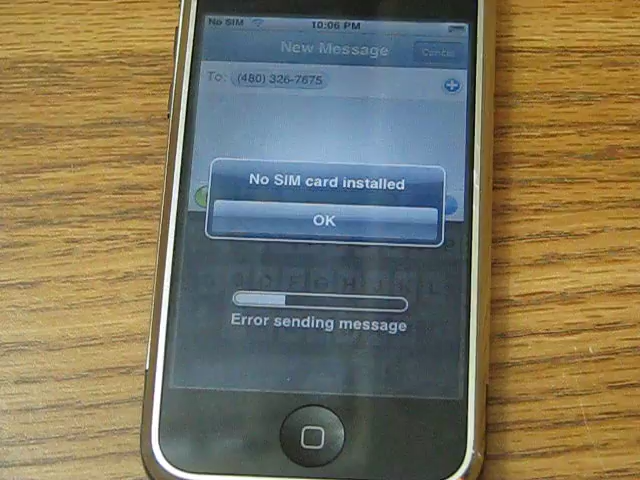 No SIM 10:06 PM
New Message Cancel
To: (480) 326-7675
No SIM card installed
OK
Error sending message